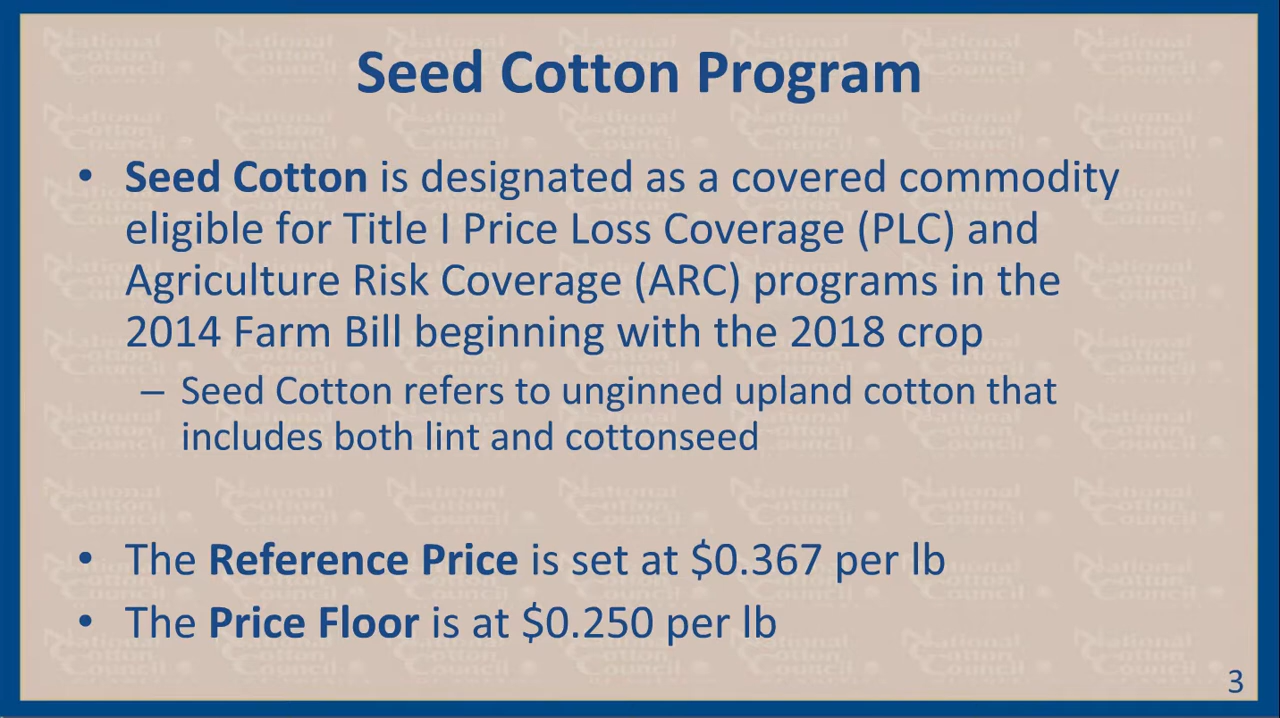 Seed Cotton Program
• Seed Cotton is designated as a covered commodity
eligible for Title I Price Loss Coverage (PLC) and
Agriculture Risk Coverage (ARC) programs in the
2014 Farm Bill beginning with the 2018 crop
– Seed Cotton refers to unginned upland cotton that
includes both lint and cottonseed
• The Reference Price is set at $0.367 per lb
• The Price Floor is at $0.250 per lb
3
National
Cotton
Council